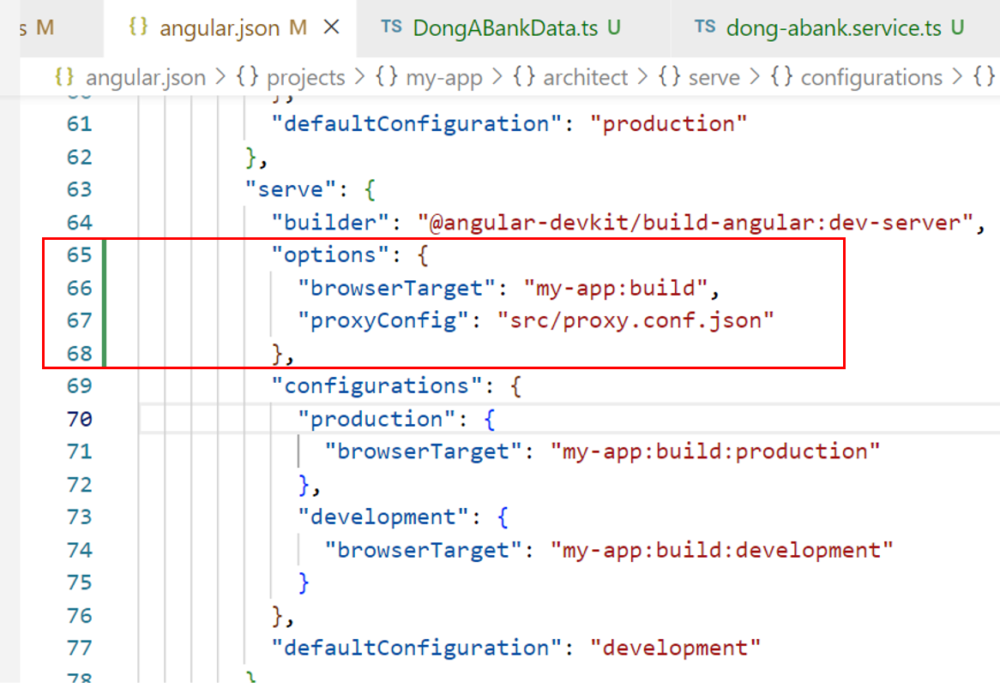 s M {} angular.json M × TS DongABankData.ts U TS dong-abank.service.ts U
{} angular.json > {} projects > {} my-app > {} architect > {} serve > {} configurations > {}
60 },
61 "defaultConfiguration": "production"
62 },
63 "serve": {
64 "builder": "@angular-devkit/build-angular:dev-server",
65 "options": {
66 "browserTarget": "my-app:build",
67 "proxyConfig": "src/proxy.conf.json"
68 },
69 "configurations": {
70 "production": {
71 "browserTarget": "my-app:build:production"
72 },
73 "development": {
74 "browserTarget": "my-app:build:development"
75 }
76 },
77 "defaultConfiguration": "development"
78 }